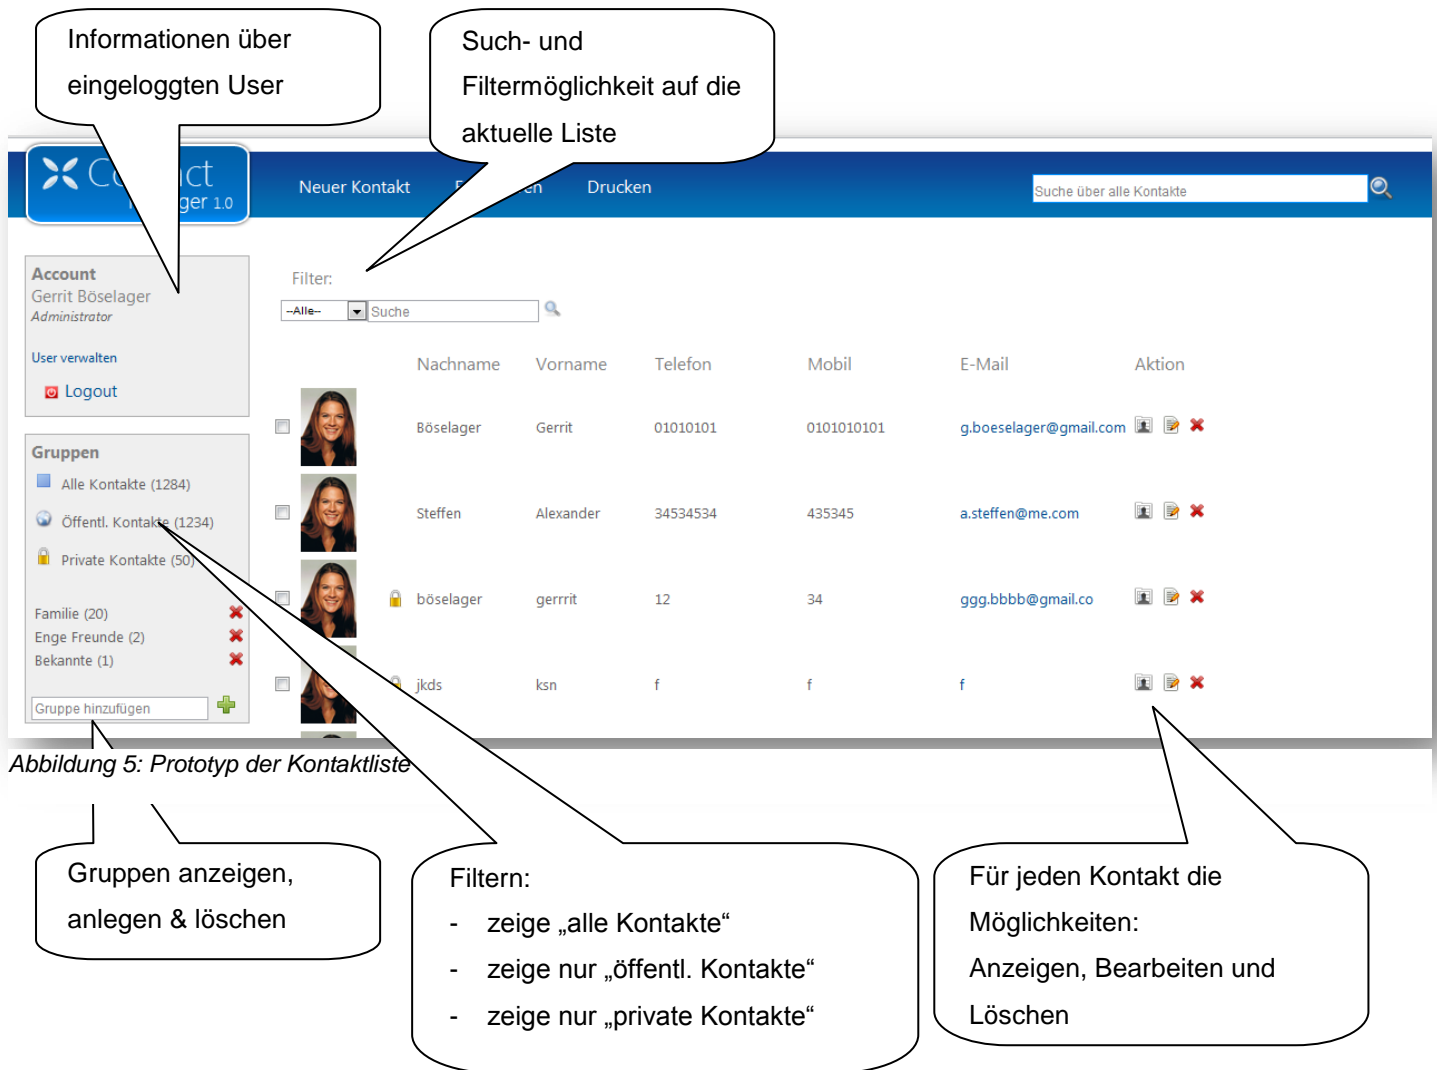 Informationen über
eingeloggten User
Such- und
Filtermöglichkeit auf die
aktuelle Liste
1.0
Neuer Kontakt
Drucken
Suche über alle Kontakte
Account
Gerrit Böselager
Administrator
User verwalten
Logout
Filter:
--Alle--
Suche
Nachname Vorname Telefon Mobil E-Mail Aktion
Böselager Gerrit 01010101 0101010101 g.boeselager@gmail.com
Steffen Alexander 34534534 435345 a.steffen@me.com
böselager gerrrit 12 34 ggg.bbbb@gmail.co
jkds ksn f f f
Gruppen
Alle Kontakte (1284)
Öffentl. Kontakte (1234)
Private Kontakte (50)
Familie (20)
Enge Freunde (2)
Bekannte (1)
Gruppe hinzufügen
Abbildung 5: Prototyp der Kontaktliste
Gruppen anzeigen,
anlegen & löschen
Filtern:
- zeige „alle Kontakte“
- zeige nur „öffentl. Kontakte“
- zeige nur „private Kontakte“
Für jeden Kontakt die
Möglichkeiten:
Anzeigen, Bearbeiten und
Löschen